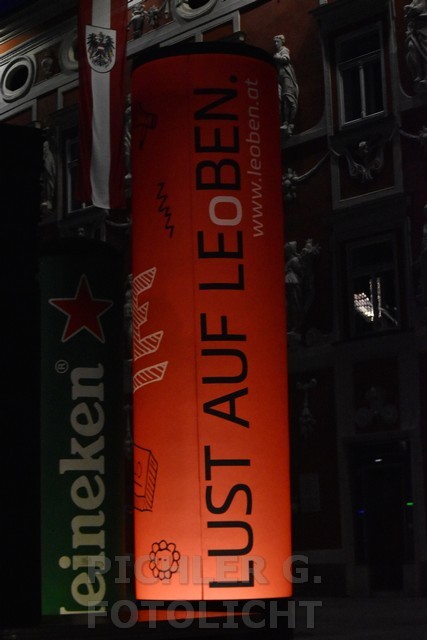 LUST AUF LEoBEN.
www.leoben.at
Heineken®
PICHLER G.
FOTOLICHT